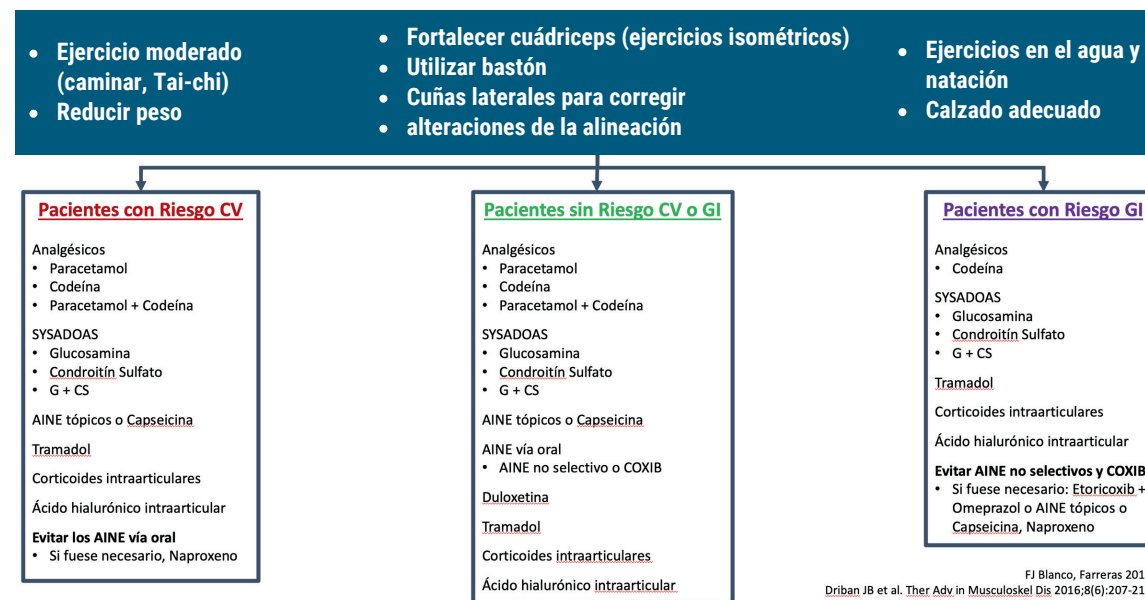 • Ejercicio moderado
(caminar, Tai-chi)
• Reducir peso
• Fortalecer cuádriceps (ejercicios isométricos)
• Utilizar bastón
• Cuñas laterales para corregir
• alteraciones de la alineación
• Ejercicios en el agua y
natación
• Calzado adecuado
Pacientes con Riesgo CV
Analgésicos
• Paracetamol
• Codeína
• Paracetamol + Codeína
SYSADOAS
• Glucosamina
• Condroitín Sulfato
• G + CS
AINE tópicos o Capseicina
Tramadol
Corticoides intraarticulares
Ácido hialurónico intraarticular
Evitar los AINE vía oral
• Si fuese necesario, Naproxeno
Pacientes sin Riesgo CV o GI
Analgésicos
• Paracetamol
• Codeína
• Paracetamol + Codeína
SYSADOAS
• Glucosamina
• Condroitín Sulfato
• G + CS
AINE tópicos o Capseicina
AINE vía oral
• AINE no selectivo o COXIB
Duloxetina
Tramadol
Corticoides intraarticulares
Ácido hialurónico intraarticular
Pacientes con Riesgo GI
Analgésicos
• Codeína
SYSADOAS
• Glucosamina
• Condroitín Sulfato
• G + CS
Tramadol
Corticoides intraarticulares
Ácido hialurónico intraarticular
Evitar AINE no selectivos y COXIB
• Si fuese necesario: Etoricoxib +
Omeprazol o AINE tópicos o
Capseicina, Naproxeno
FJ Blanco, Farreras 201
Driban JB et al. Ther Adv in Musculoskel Dis 2016;8(6):207-21